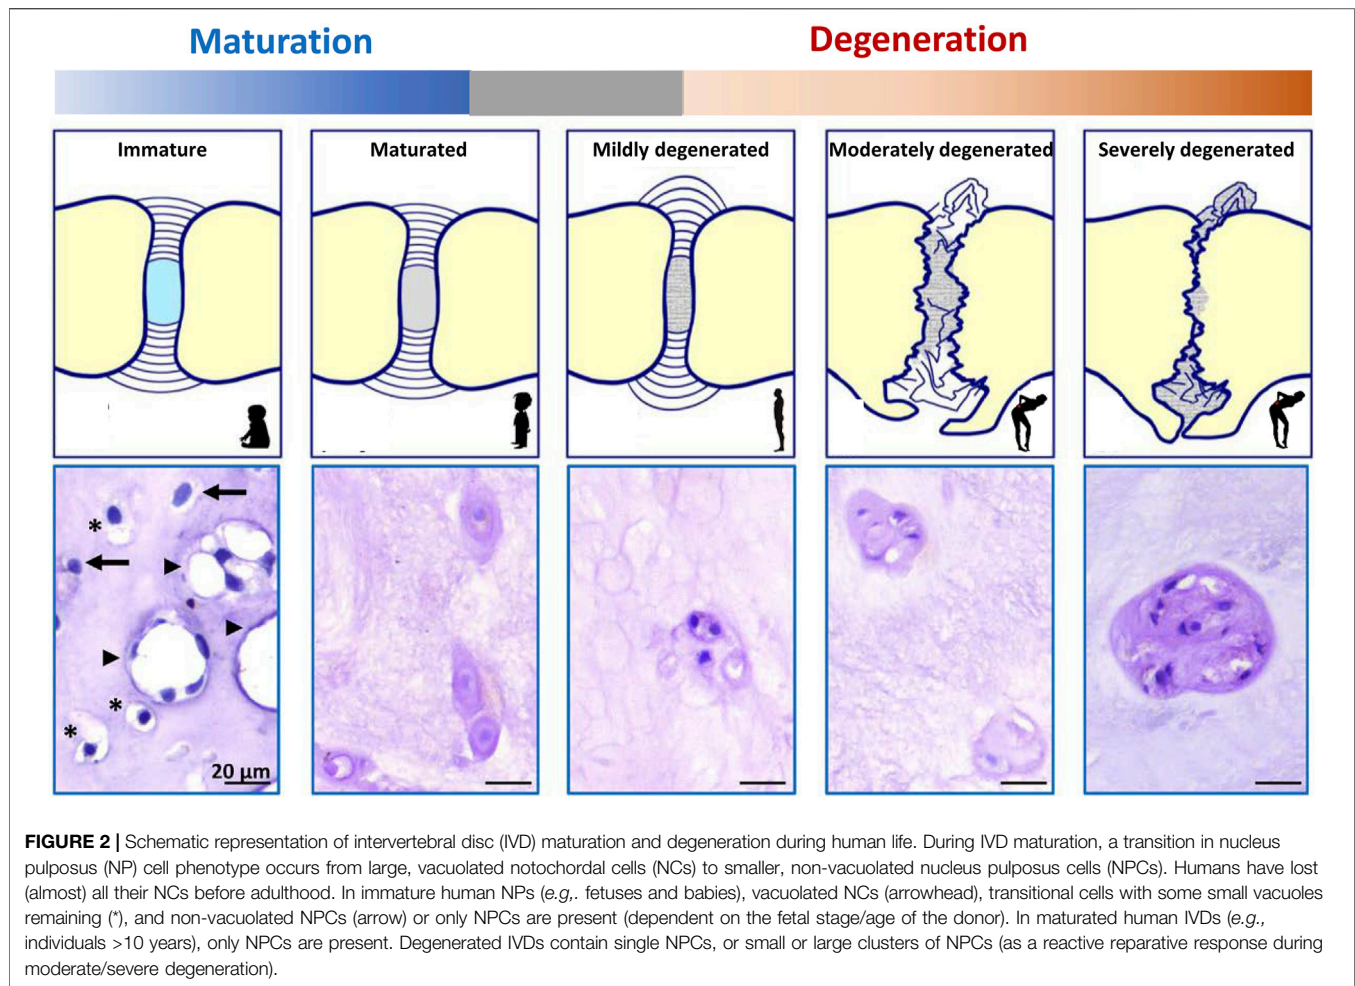 Maturation
Degeneration
Immature
Maturated
Mildly degenerated
Moderately degenerated
Severely degenerated
*
*
*
20 µm
FIGURE 2 | Schematic representation of intervertebral disc (IVD) maturation and degeneration during human life. During IVD maturation, a transition in nucleus
pulposus (NP) cell phenotype occurs from large, vacuolated notochordal cells (NCs) to smaller, non-vacuolated nucleus pulposus cells (NPCs). Humans have lost
(almost) all their NCs before adulthood. In immature human NPs (e.g,. fetuses and babies), vacuolated NCs (arrowhead), transitional cells with some small vacuoles
remaining (*), and non-vacuolated NPCs (arrow) or only NPCs are present (dependent on the fetal stage/age of the donor). In maturated human IVDs (e.g.,
individuals >10 years), only NPCs are present. Degenerated IVDs contain single NPCs, or small or large clusters of NPCs (as a reactive reparative response during
moderate/severe degeneration).